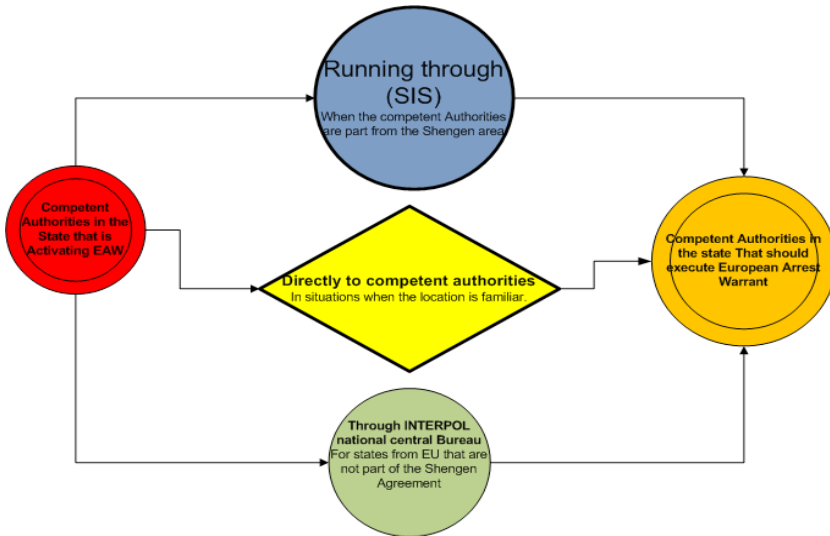 Running through
(SIS)
When the competent Authorities
are part from the Shengen area
Competent
Authorities in the
State that is
Activating EAW
Directly to competent authorities
In situations when the location is familiar.
Competent Authorities in
the state That should
execute European Arrest
Warrant
Through INTERPOL
national central Bureau
For states from EU that are
not part of the Shengen
Agreement